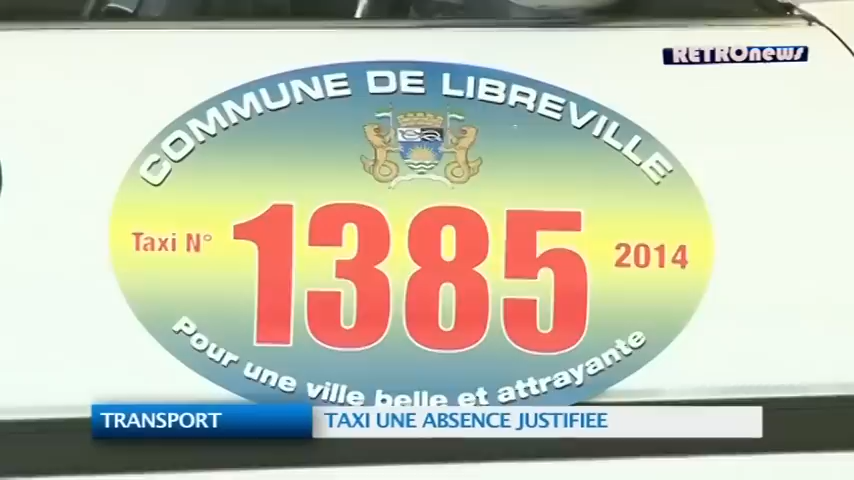 RETROnews
COMMUNE DE LIBREVILLE
Taxi N° 1385 2014
Pour une ville belle et attrayante
TRANSPORT TAXI UNE ABSENCE JUSTIFIEE